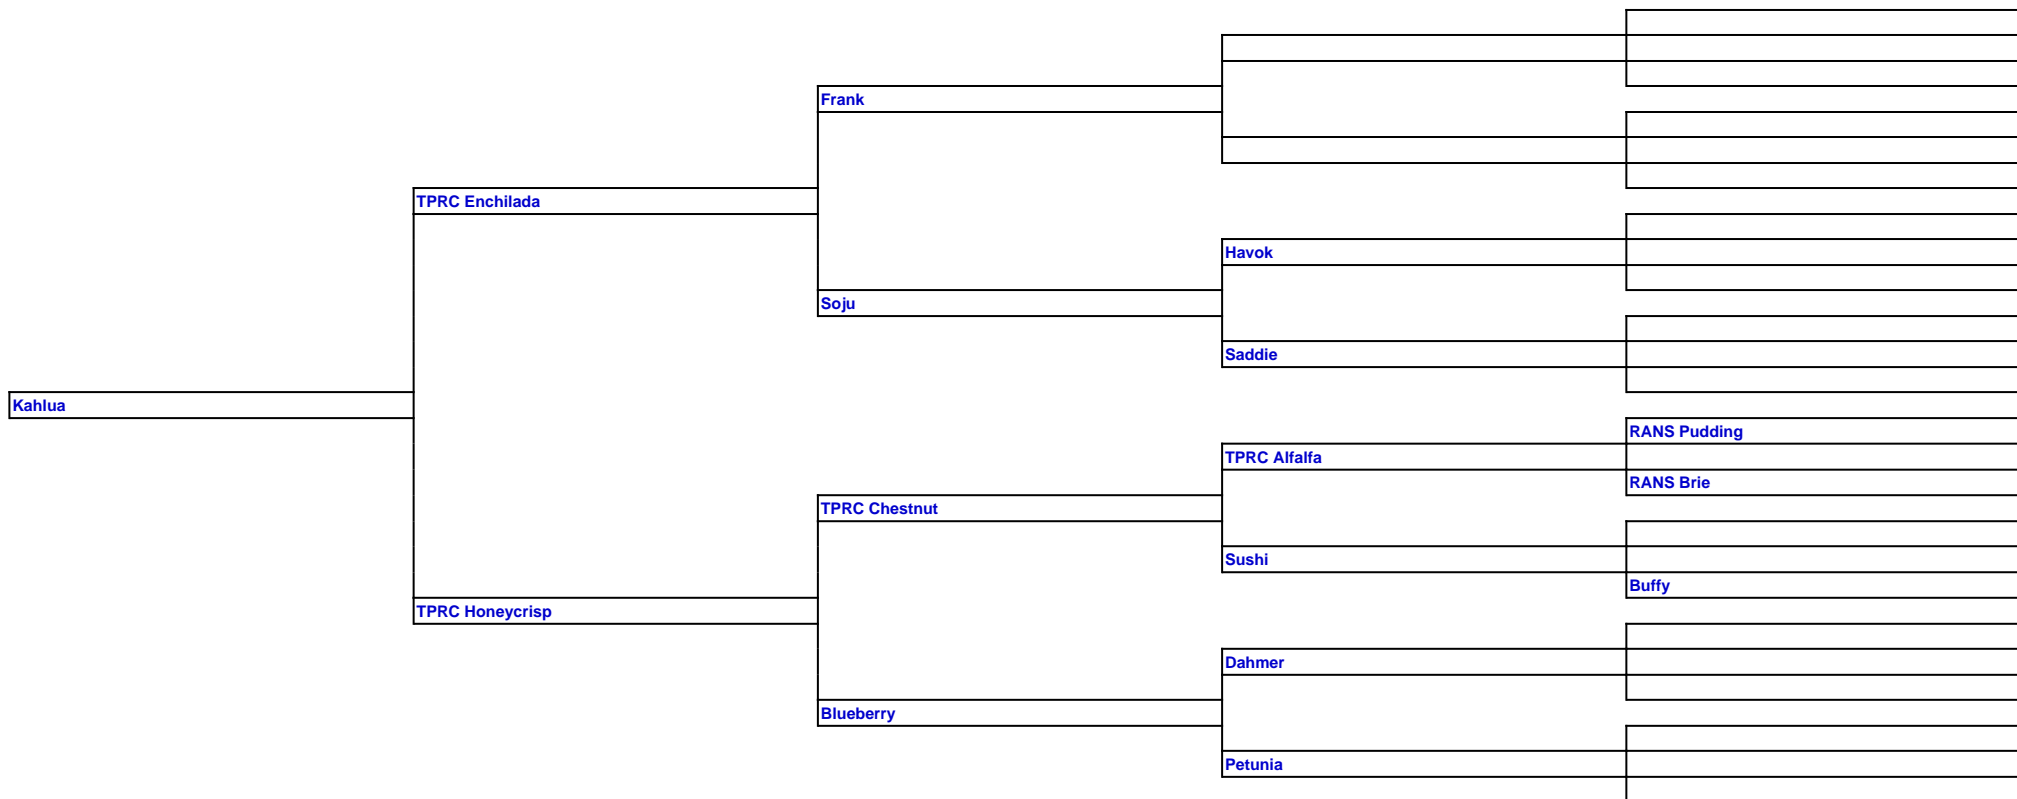 Frank
TPRC Enchilada
Havok
Soju
Saddie
Kahlua
RANS Pudding
TPRC Alfalfa
RANS Brie
TPRC Chestnut
Sushi
Buffy
TPRC Honeycrisp
Dahmer
Blueberry
Petunia